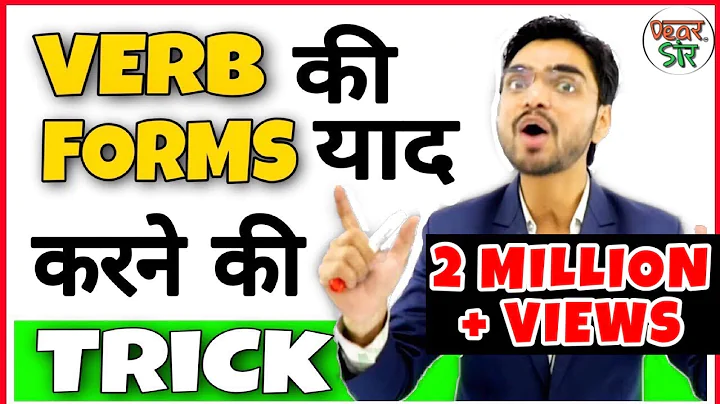 VERB की
FORMS याद
करने की
TRICK
Dear
SIR
2 MILLION
+ VIEWS